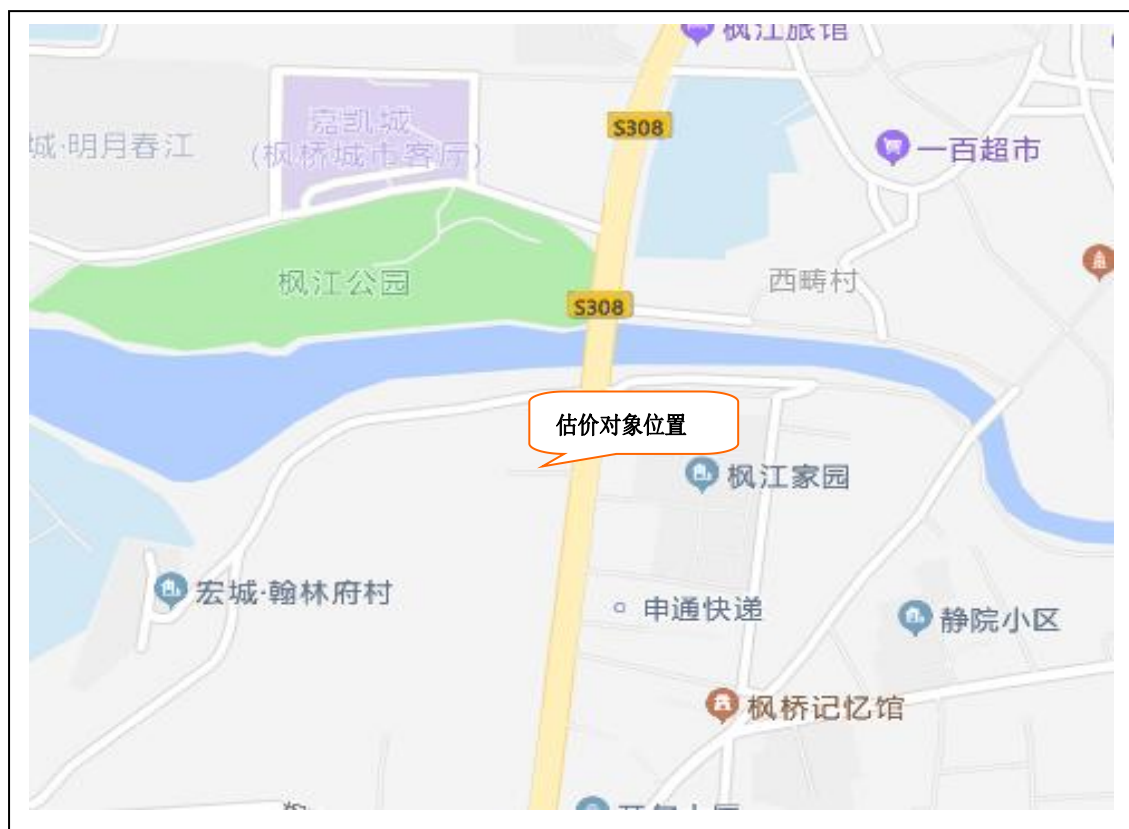 枫江旅馆
嘉凯城
(枫桥城市客厅)
S308
一百超市
城·明月春江
枫江公园
西畴村
S308
估价对象位置
枫江家园
宏城·翰林府村
申通快递
静院小区
枫桥记忆馆